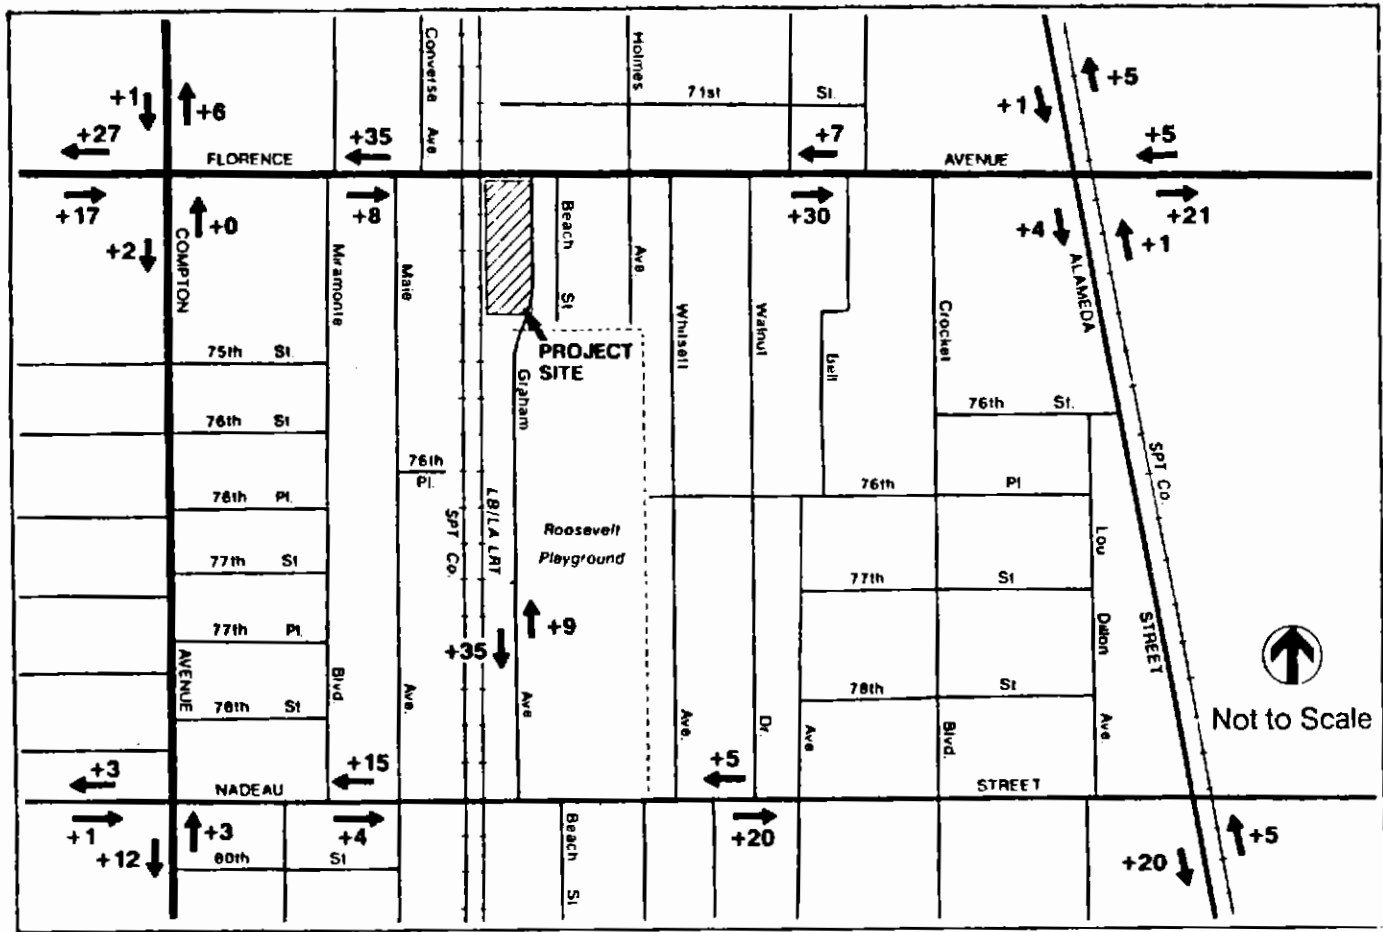 Converse Ave.
Holmes
71st St.
+1
+6
+27
+35
+7
+1
+5
+5
FLORENCE
AVENUE
+17
+0
+8
+30
+21
+2
+4
+1
COMPTON
Miramonte
Maie
Beach St
Ave.
Whitsett
Walnut
Bell
Crocket
ALAMEDA
PROJECT
SITE
75th St.
Graham
76th St
76th St.
76th
Pl.
76th Pl.
76th Pl
SPT Co.
SPT Co.
LB/LA LRT
Roosevelt
Playground
77th St
77th St
Lou
Dalon
77th Pl.
+9
+35
STREET
AVENUE
Blvd.
Ave.
Ave
78th St
78th St
Ave.
Dr.
Ave
Blvd.
Ave.
Not to Scale
+3
+15
+5
NADEAU
STREET
+1
+3
+4
+20
+12
80th St
Beach St
+20
+5